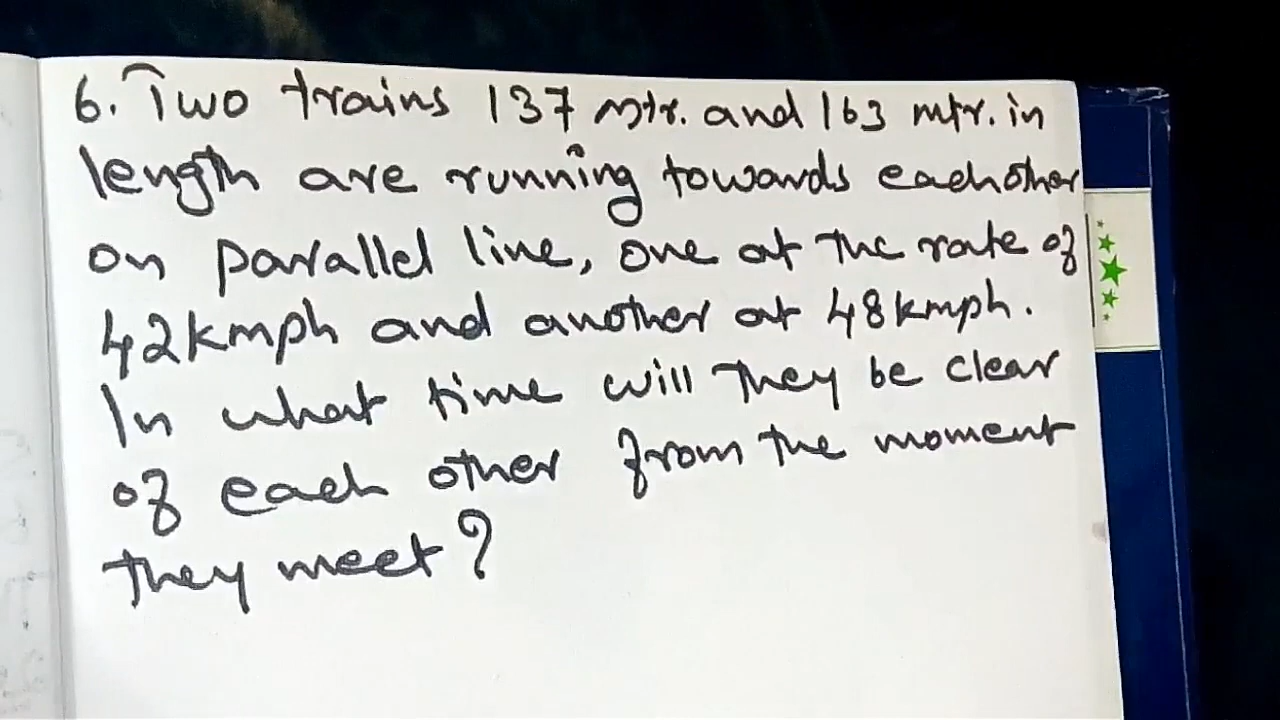 6. Two trains 137 mtr. and 163 mtr. in
length are running towards each other
on parallel line, one at the rate of
42kmph and another at 48kmph.
In what time will they be clear
of each other from the moment
they meet?